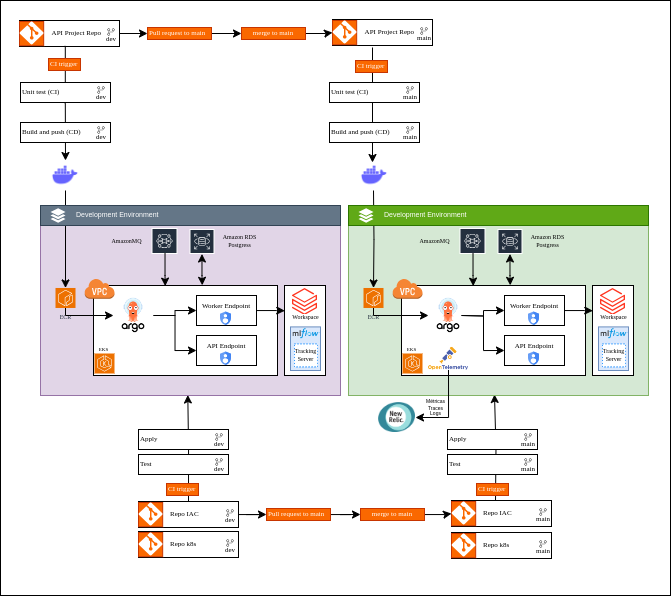 API Project Repo
dev
Pull request to main
merge to main
API Project Repo
main
CI trigger
CI trigger
Unit test (CI)
dev
Unit test (CI)
main
Build and push (CD)
dev
Build and push (CD)
main
Development Environment
Development Environment
AmazonMQ
Amazon RDS
Postgress
AmazonMQ
Amazon RDS
Postgress
ECR
VPC
argo
Worker Endpoint
API Endpoint
EKS
Workspace
mlflow
Tracking
Server
ECR
VPC
argo
Worker Endpoint
API Endpoint
EKS
OpenTelemetry
Workspace
mlflow
Tracking
Server
New
Relic.
Métricas
Traces
Logs
Apply
dev
Apply
main
Test
dev
Test
main
CI trigger
CI trigger
Repo IAC
dev
Pull request to main
merge to main
Repo IAC
main
Repo k8s
dev
Repo k8s
main